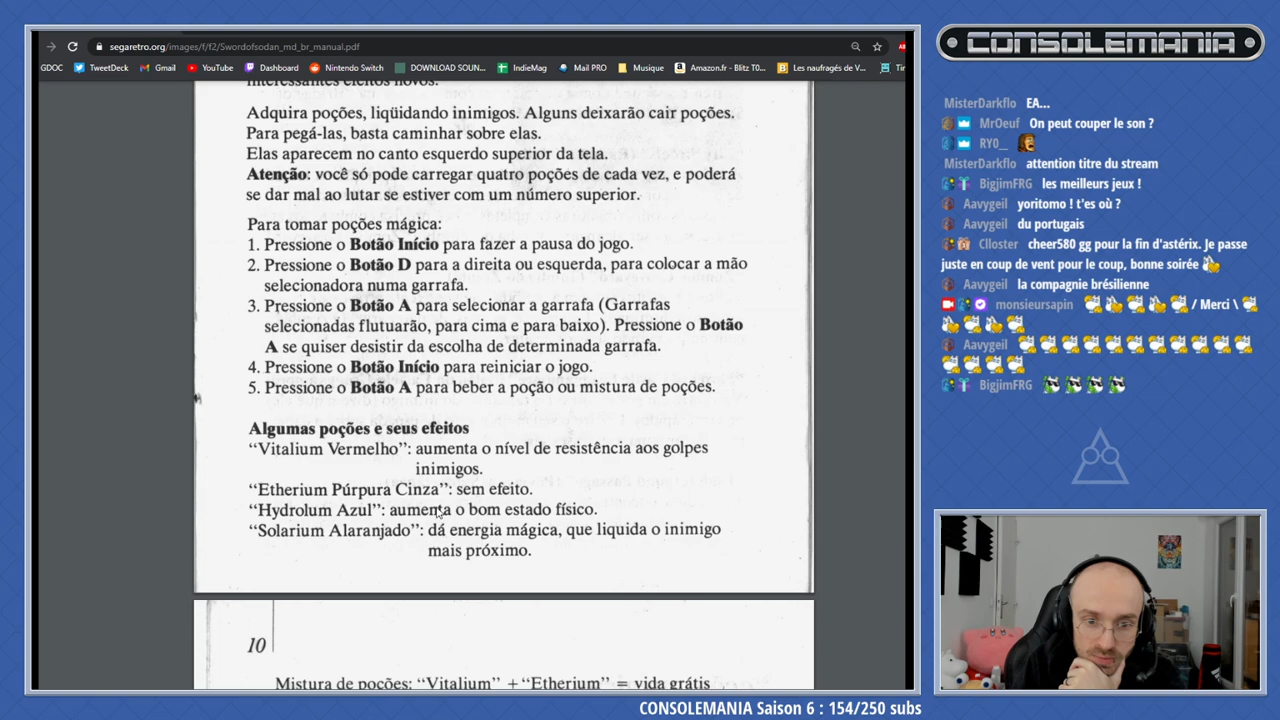 segaretro.org/images/f/f2/Swordofsodan_md_br_manual.pdf
GDOC TweetDeck Gmail YouTube Dashboard Nintendo Switch DOWNLOAD SOUN... IndieMag Mail PRO Musique Amazon.fr - Blitz T0... Les naufragés de V...
interessantes efeitos novos.
Adquira poções, liqüidando inimigos. Alguns deixarão cair poções.
Para pegá-las, basta caminhar sobre elas.
Elas aparecem no canto esquerdo superior da tela.
Atenção: você só pode carregar quatro poções de cada vez, e poderá
se dar mal ao lutar se estiver com um número superior.
Para tomar poções mágica:
1. Pressione o Botão Início para fazer a pausa do jogo.
2. Pressione o Botão D para a direita ou esquerda, para colocar a mão
selecionadora numa garrafa.
3. Pressione o Botão A para selecionar a garrafa (Garrafas
selecionadas flutuarão, para cima e para baixo). Pressione o Botão
A se quiser desistir da escolha de determinada garrafa.
4. Pressione o Botão Início para reiniciar o jogo.
5. Pressione o Botão A para beber a poção ou mistura de poções.
Algumas poções e seus efeitos
“Vitalium Vermelho”: aumenta o nível de resistência aos golpes
inimigos.
“Etherium Púrpura Cinza”: sem efeito.
“Hydrolum Azul”: aumenta o bom estado físico.
“Solarium Alaranjado”: dá energia mágica, que liquida o inimigo
mais próximo.
10
Mistura de poções: “Vitalium” +“Etherium” = vida grátis
CONSOLEMANIA
MisterDarkflo EA...
MrOeuf On peut couper le son ?
RY0__
MisterDarkflo attention titre du stream
BigjimFRG les meilleurs jeux !
Aavygeil yoritomo ! t'es où ?
Aavygeil du portugais
Clloster cheer580 gg pour la fin d'astérix. Je passe
juste en coup de vent pour le coup, bonne soirée
Aavygeil la compagnie brésilienne
monsieursapin / Merci \
Aavygeil
BigjimFRG
CONSOLEMANIA Saison 6 : 154/250 subs